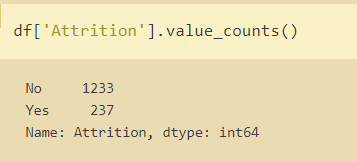 df['Attrition'].value_counts()
No     1233
Yes     237
Name: Attrition, dtype: int64